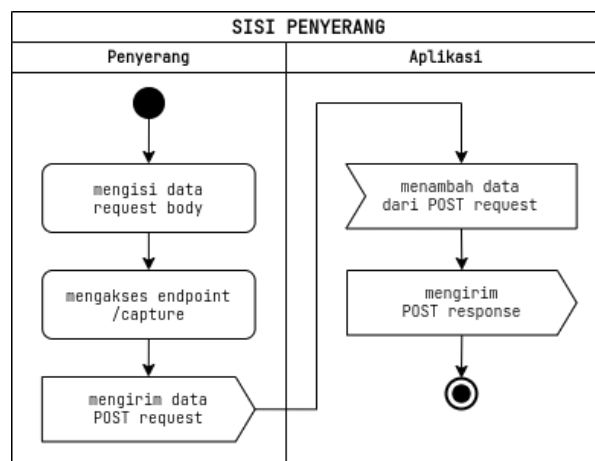 SISI PENYERANG
Penyerang
Aplikasi
mengisi data
request body
mengakses endpoint
/capture
mengirim data
POST request
menambah data
dari POST request
mengirim
POST response